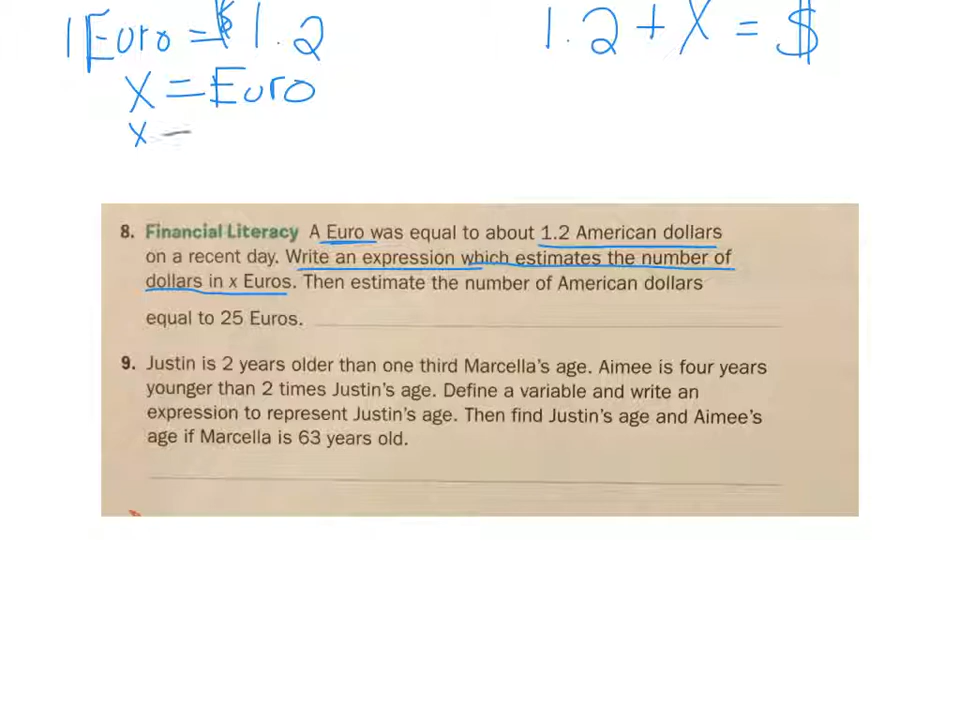 1 Euro = $ 1.2
1.2 + X = $
X = Euro
x =
8. Financial Literacy A Euro was equal to about 1.2 American dollars
on a recent day. Write an expression which estimates the number of
dollars in x Euros. Then estimate the number of American dollars
equal to 25 Euros.
9. Justin is 2 years older than one third Marcella's age. Aimee is four years
younger than 2 times Justin's age. Define a variable and write an
expression to represent Justin's age. Then find Justin's age and Aimee's
age if Marcella is 63 years old.